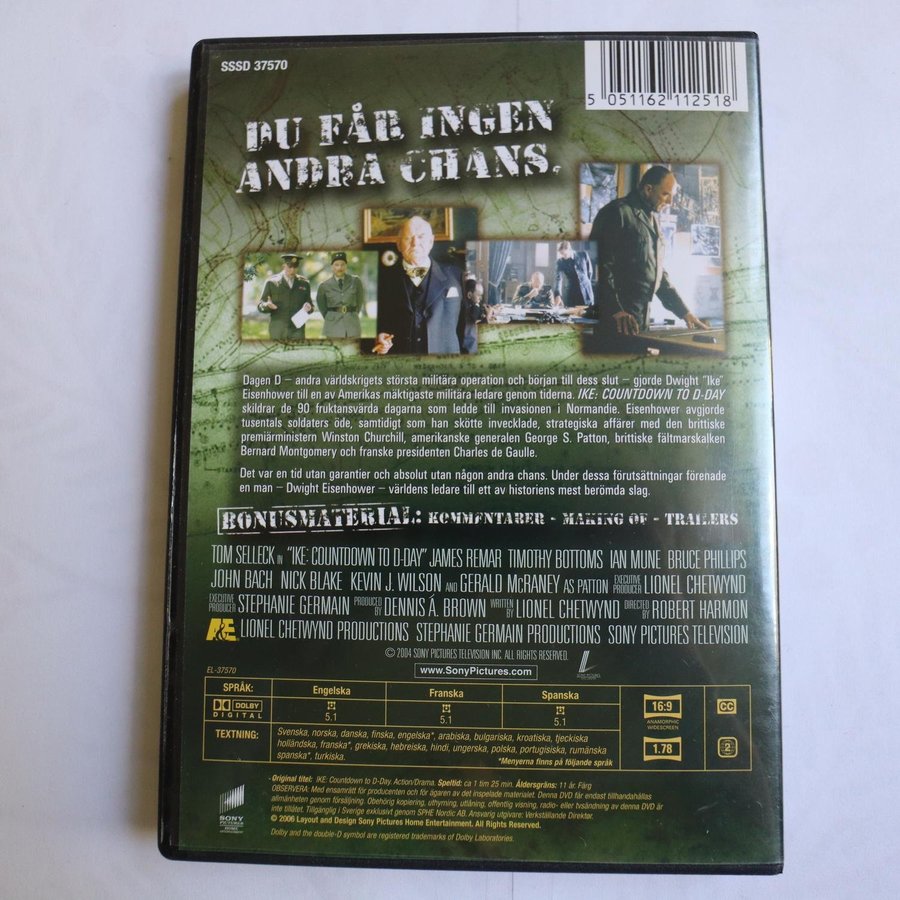 SSSD 37570
5 051162 112518
DU FÅR INGEN
ANDRA CHANS.
Dagen D – andra världskrigets största militära operation och början till dess slut – gjorde Dwight "Ike"
Eisenhower till en av Amerikas mäktigaste militära ledare genom tiderna. IKE: COUNTDOWN TO D-DAY
skildrar de 90 fruktansvärda dagarna som ledde till invasionen i Normandie. Eisenhower avgjorde
tusentals soldaters öde, samtidigt som han skötte invecklade, strategiska affärer med den brittiske
premiärministern Winston Churchill, amerikanske generalen George S. Patton, brittiske fältmarskalken
Bernard Montgomery och franske presidenten Charles de Gaulle.
Det var en tid utan garantier och absolut utan någon andra chans. Under dessa förutsättningar förenade
en man – Dwight Eisenhower – världens ledare till ett av historiens mest berömda slag.
BONUSMATERIAL: KOMMENTARER - MAKING OF - TRAILERS
TOM SELLECK IN "IKE: COUNTDOWN TO D-DAY" JAMES REMAR TIMOTHY BOTTOMS IAN MUNE BRUCE PHILLIPS
JOHN BACH NICK BLAKE KEVIN J. WILSON AND GERALD McRANEY AS PATTON EXECUTIVE PRODUCER LIONEL CHETWYND
EXECUTIVE PRODUCER STEPHANIE GERMAIN PRODUCED BY DENNIS Á. BROWN WRITTEN BY LIONEL CHETWYND DIRECTED BY ROBERT HARMON
A&E LIONEL CHETWYND PRODUCTIONS STEPHANIE GERMAIN PRODUCTIONS SONY PICTURES TELEVISION
© 2004 SONY PICTURES TELEVISION INC. ALL RIGHTS RESERVED.
www.SonyPictures.com
EL-37570
SPRÅK: Engelska Franska Spanska
DOLBY DIGITAL 5.1 5.1 5.1
TEXTNING: Svenska, norska, danska, finska, engelska*, arabiska, bulgariska, kroatiska, tjeckiska
holländska, franska*, grekiska, hebreiska, hindi, ungerska, polska, portugisiska, rumänska
spanska*, turkiska. *Menyerna finns på följande språk
16:9
ANAMORPHIC
WIDESCREEN
1.78
CC
2
Original titel: IKE: Countdown to D-Day. Action/Drama. Speltid: ca 1 tim 25 min. Åldersgräns: 11 år. Färg
OBSERVERA: Med ensamrätt för producenten och för ägaren av det inspelade materialet. Denna DVD får endast tillhandahållas
allmänheten genom försäljning. Obehörig kopiering, uthyrning, utlåning, offentlig visning, radio- eller tvsändning av denna DVD är
inte tillåtet. Tillgänglig i Sverige exklusivt genom SPHE Nordic AB. Ansvarig utgivare: Verkställande Direktör.
© 2006 Layout and Design Sony Pictures Home Entertainment. All Rights Reserved.
Dolby and the double-D symbol are registered trademarks of Dolby Laboratories.
SONY
PICTURES
HOME
ENTERTAINMENT